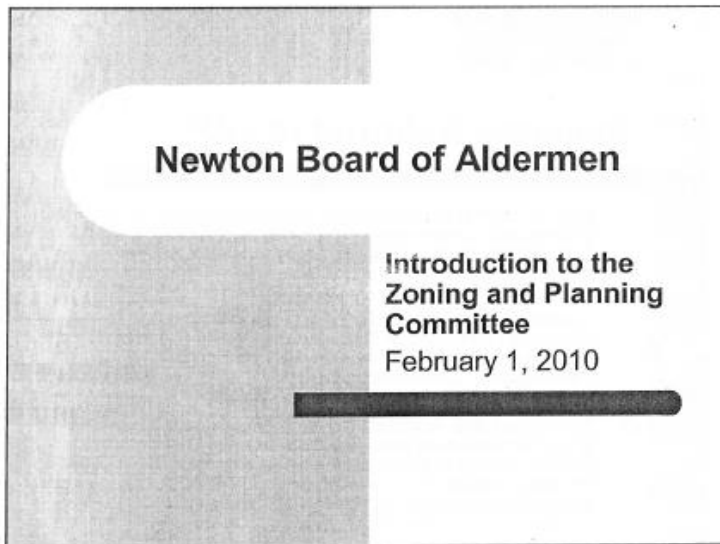 Newton Board of Aldermen
Introduction to the
Zoning and Planning
Committee
February 1, 2010